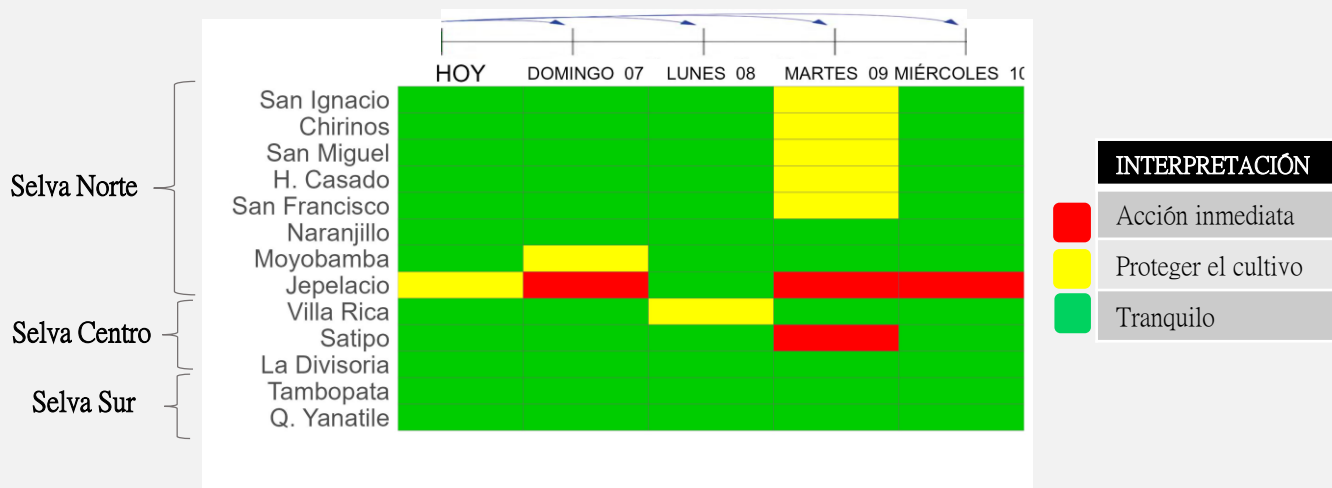 HOY DOMINGO 07 LUNES 08 MARTES 09 MIÉRCOLES 10
Selva Norte
San Ignacio
Chirinos
San Miguel
H. Casado
San Francisco
Naranjillo
Moyobamba
Jepelacio
Selva Centro
Villa Rica
Satipo
La Divisoria
Selva Sur
Tambopata
Q. Yanatile
INTERPRETACIÓN
Acción inmediata
Proteger el cultivo
Tranquilo